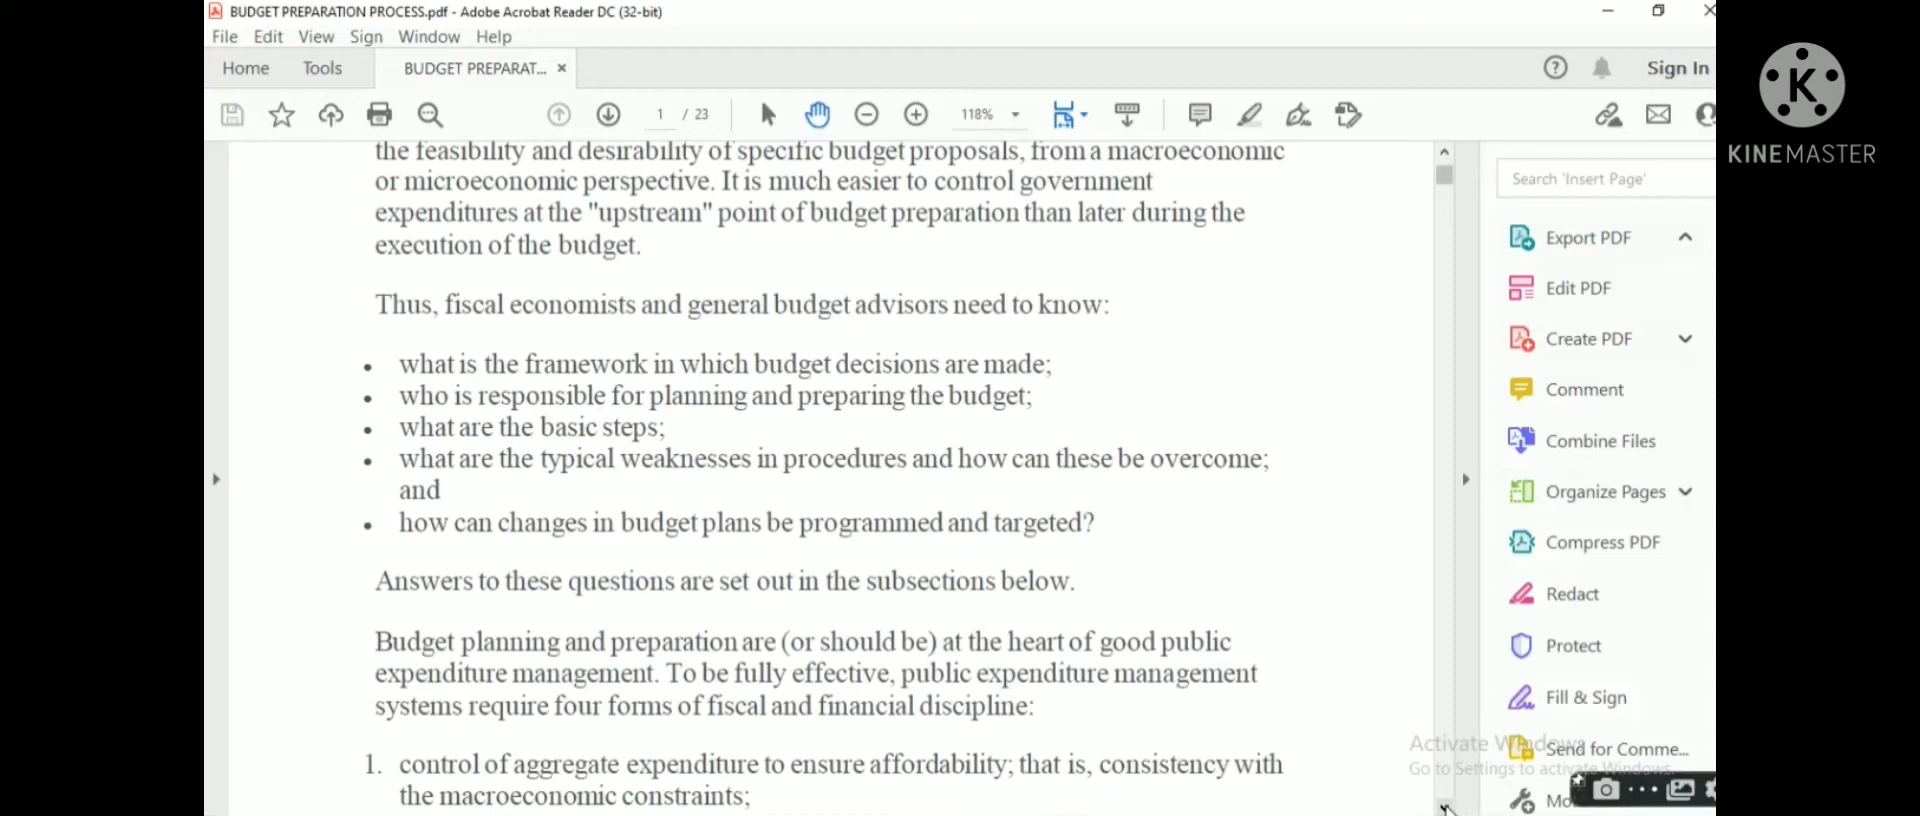 BUDGET PREPARATION PROCESS.pdf - Adobe Acrobat Reader DC (32-bit)
File Edit View Sign Window Help
Home Tools BUDGET PREPARAT... Sign In
1 / 23 118%
KINEMASTER
the feasibility and desirability of specific budget proposals, from a macroeconomic
or microeconomic perspective. It is much easier to control government
expenditures at the "upstream" point of budget preparation than later during the
execution of the budget.
Thus, fiscal economists and general budget advisors need to know:
• what is the framework in which budget decisions are made;
• who is responsible for planning and preparing the budget;
• what are the basic steps;
• what are the typical weaknesses in procedures and how can these be overcome;
and
• how can changes in budget plans be programmed and targeted?
Answers to these questions are set out in the subsections below.
Budget planning and preparation are (or should be) at the heart of good public
expenditure management. To be fully effective, public expenditure management
systems require four forms of fiscal and financial discipline:
1. control of aggregate expenditure to ensure affordability; that is, consistency with
the macroeconomic constraints;
Search 'Insert Page'
Export PDF
Edit PDF
Create PDF
Comment
Combine Files
Organize Pages
Compress PDF
Redact
Protect
Fill & Sign
Send for Comme...
Activate Windows
Go to Settings to activate Windows.